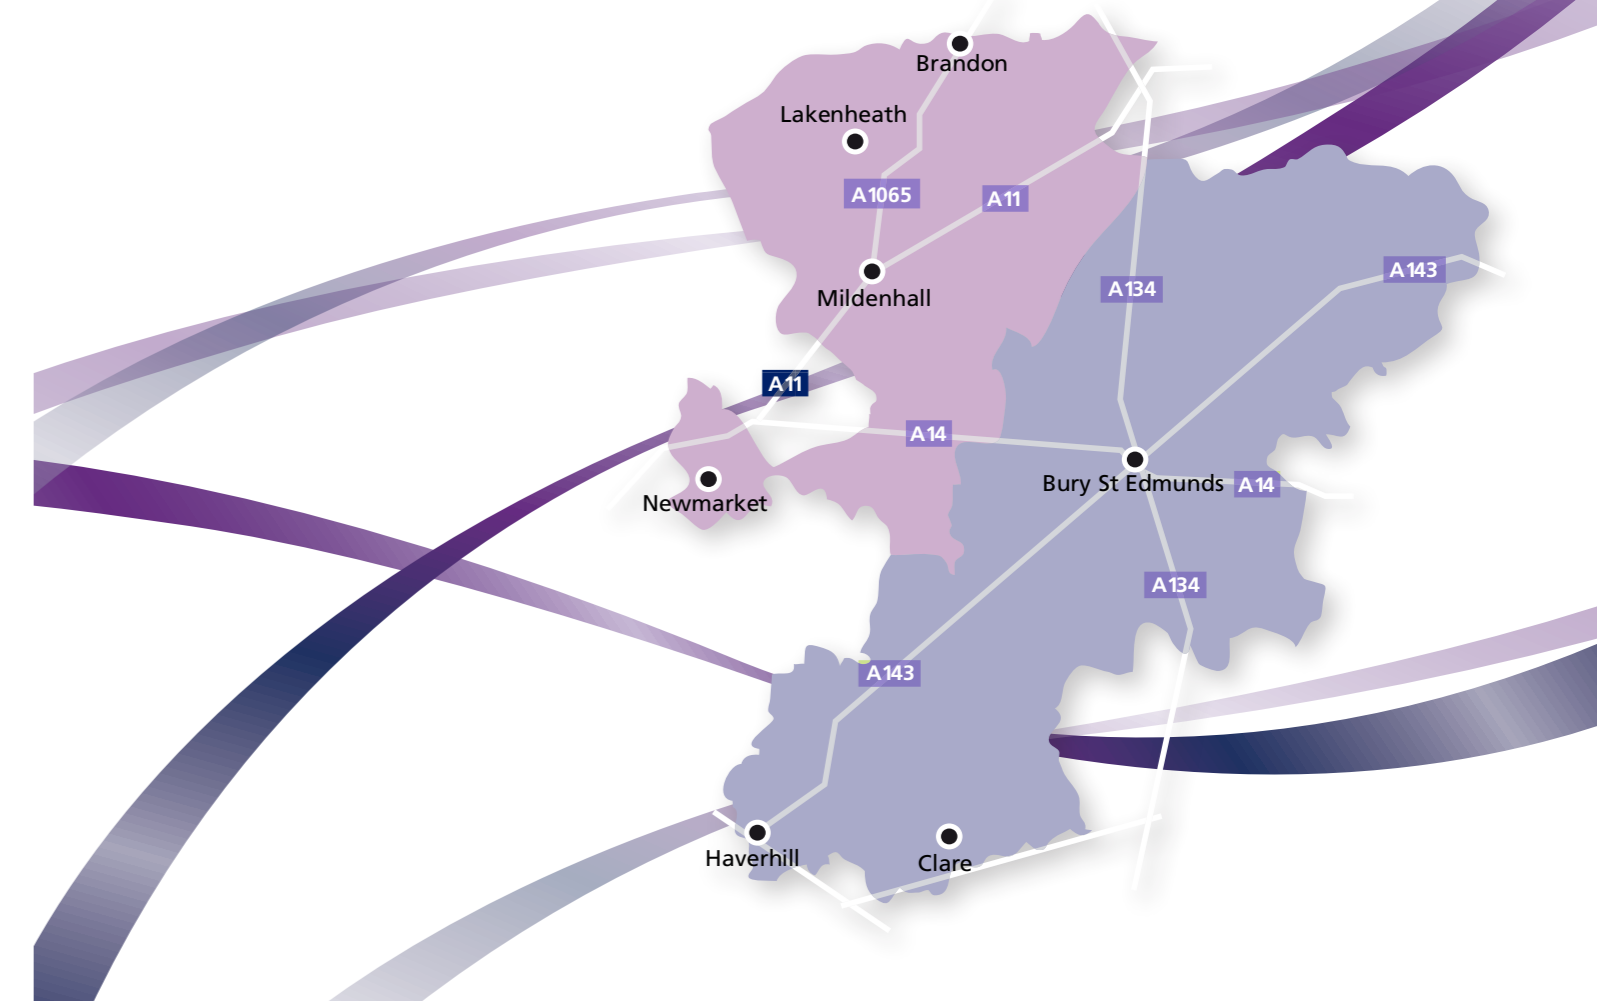 Brandon
Lakenheath
A1065
A11
Mildenhall
A134
A143
A11
A14
Bury St Edmunds
A14
Newmarket
A134
A143
Haverhill
Clare